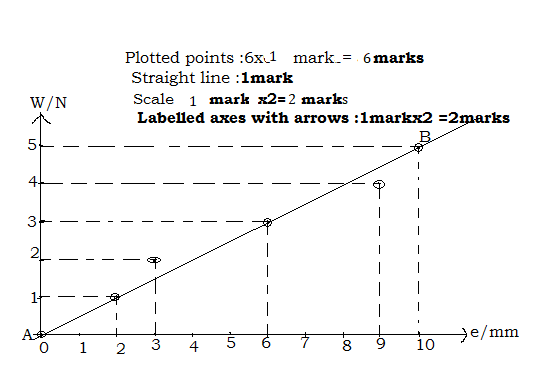 Plotted points :6x 1 mark = 6 marks
Straight line :1mark
Scale 1 mark x2=2 marks
Labelled axes with arrows :1markx2 =2marks
W/N
B
5
4
3
2
1
A
0 1 2 3 4 5 6 7 8 9 10
e/mm